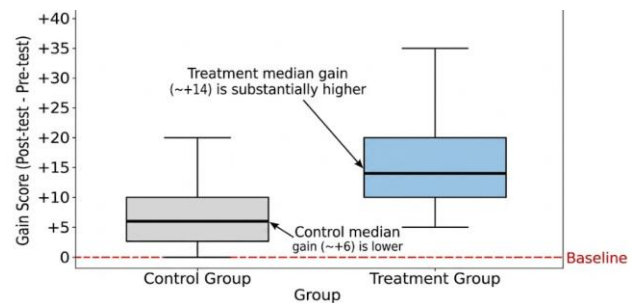 Gain Score (Post-test - Pre-test)
+40
+35
+30
+25
+20
+15
+10
+5
0
Treatment median gain
(~+14) is substantially higher
Control median
gain (~+6) is lower
Baseline
Control Group
Treatment Group
Group